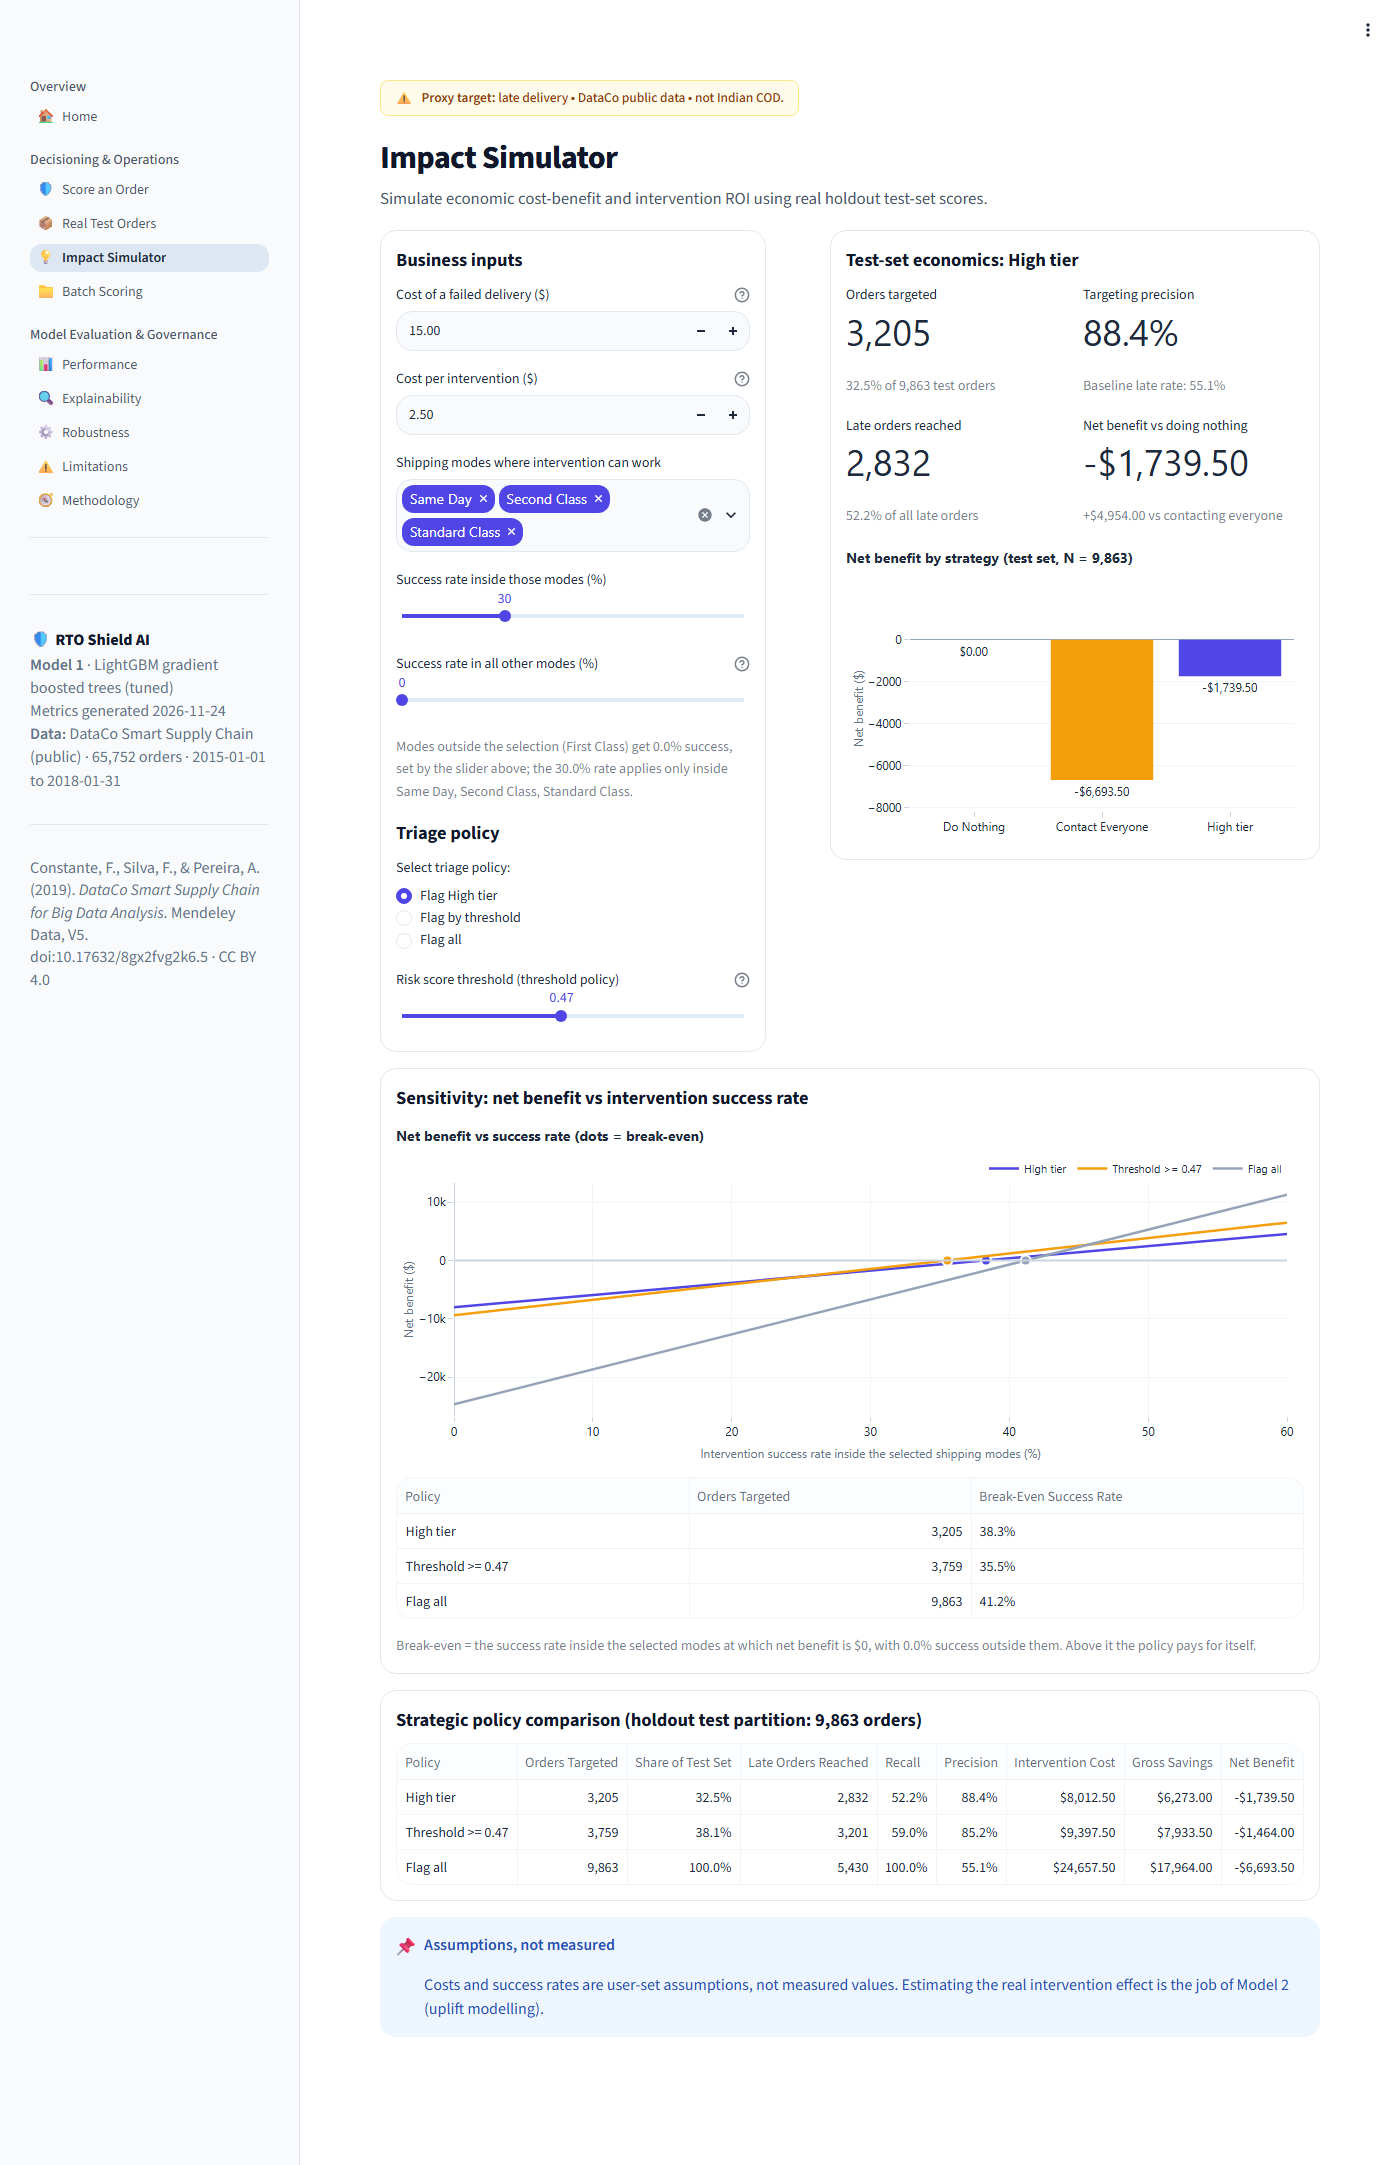 Overview
Home
Decisioning & Operations
Score an Order
Real Test Orders
Impact Simulator
Batch Scoring
Model Evaluation & Governance
Performance
Explainability
Robustness
Limitations
Methodology
RTO Shield AI
Model 1 · LightGBM gradient
boosted trees (tuned)
Metrics generated 2026-11-24
Data: DataCo Smart Supply Chain
(public) · 65,752 orders · 2015-01-01
to 2018-01-31
Constante, F., Silva, F., & Pereira, A.
(2019). DataCo Smart Supply Chain
for Big Data Analysis. Mendeley
Data, V5.
doi:10.17632/8gx2fvg2k6.5 · CC BY
4.0
Proxy target: late delivery • DataCo public data • not Indian COD.
Impact Simulator
Simulate economic cost-benefit and intervention ROI using real holdout test-set scores.
Business inputs
Cost of a failed delivery ($)
15.00
Cost per intervention ($)
2.50
Shipping modes where intervention can work
Same Day × Second Class ×
Standard Class ×
Success rate inside those modes (%)
30
Success rate in all other modes (%)
0
Modes outside the selection (First Class) get 0.0% success,
set by the slider above; the 30.0% rate applies only inside
Same Day, Second Class, Standard Class.
Triage policy
Select triage policy:
Flag High tier
Flag by threshold
Flag all
Risk score threshold (threshold policy)
0.47
Test-set economics: High tier
Orders targeted Targeting precision
3,205 88.4%
32.5% of 9,863 test orders Baseline late rate: 55.1%
Late orders reached Net benefit vs doing nothing
2,832 -$1,739.50
52.2% of all late orders +$4,954.00 vs contacting everyone
Net benefit by strategy (test set, N = 9,863)
Net benefit ($)
0
−2000
−4000
−6000
−8000
$0.00
-$6,693.50
-$1,739.50
Do Nothing Contact Everyone High tier
Sensitivity: net benefit vs intervention success rate
Net benefit vs success rate (dots = break-even)
High tier Threshold >= 0.47 Flag all
Net benefit ($)
10k
0
−10k
−20k
0 10 20 30 40 50 60
Intervention success rate inside the selected shipping modes (%)
Policy Orders Targeted Break-Even Success Rate
High tier 3,205 38.3%
Threshold >= 0.47 3,759 35.5%
Flag all 9,863 41.2%
Break-even = the success rate inside the selected modes at which net benefit is $0, with 0.0% success outside them. Above it the policy pays for itself.
Strategic policy comparison (holdout test partition: 9,863 orders)
Policy Orders Targeted Share of Test Set Late Orders Reached Recall Precision Intervention Cost Gross Savings Net Benefit
High tier 3,205 32.5% 2,832 52.2% 88.4% $8,012.50 $6,273.00 -$1,739.50
Threshold >= 0.47 3,759 38.1% 3,201 59.0% 85.2% $9,397.50 $7,933.50 -$1,464.00
Flag all 9,863 100.0% 5,430 100.0% 55.1% $24,657.50 $17,964.00 -$6,693.50
Assumptions, not measured
Costs and success rates are user-set assumptions, not measured values. Estimating the real intervention effect is the job of Model 2
(uplift modelling).